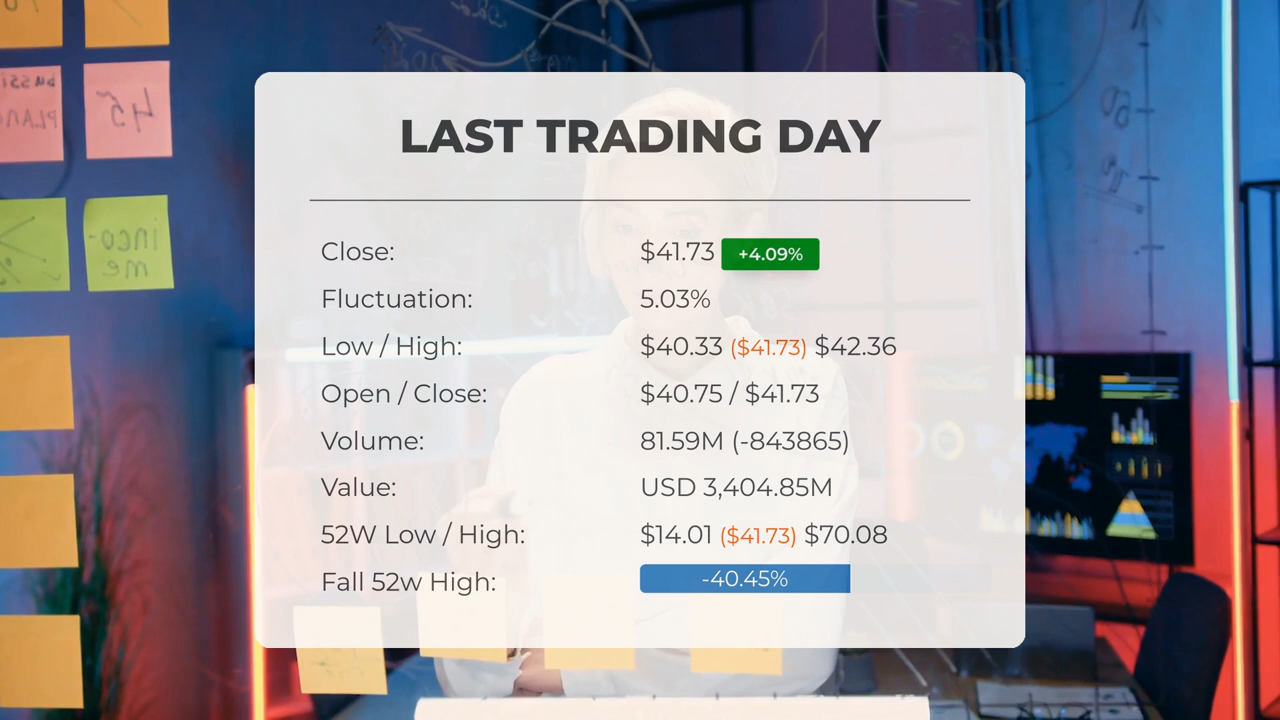 LAST TRADING DAY
Close: $41.73 +4.09%
Fluctuation: 5.03%
Low / High: $40.33 ($41.73) $42.36
Open / Close: $40.75 / $41.73
Volume: 81.59M (-843865)
Value: USD 3,404.85M
52W Low / High: $14.01 ($41.73) $70.08
Fall 52w High: -40.45%
45
inco-
me